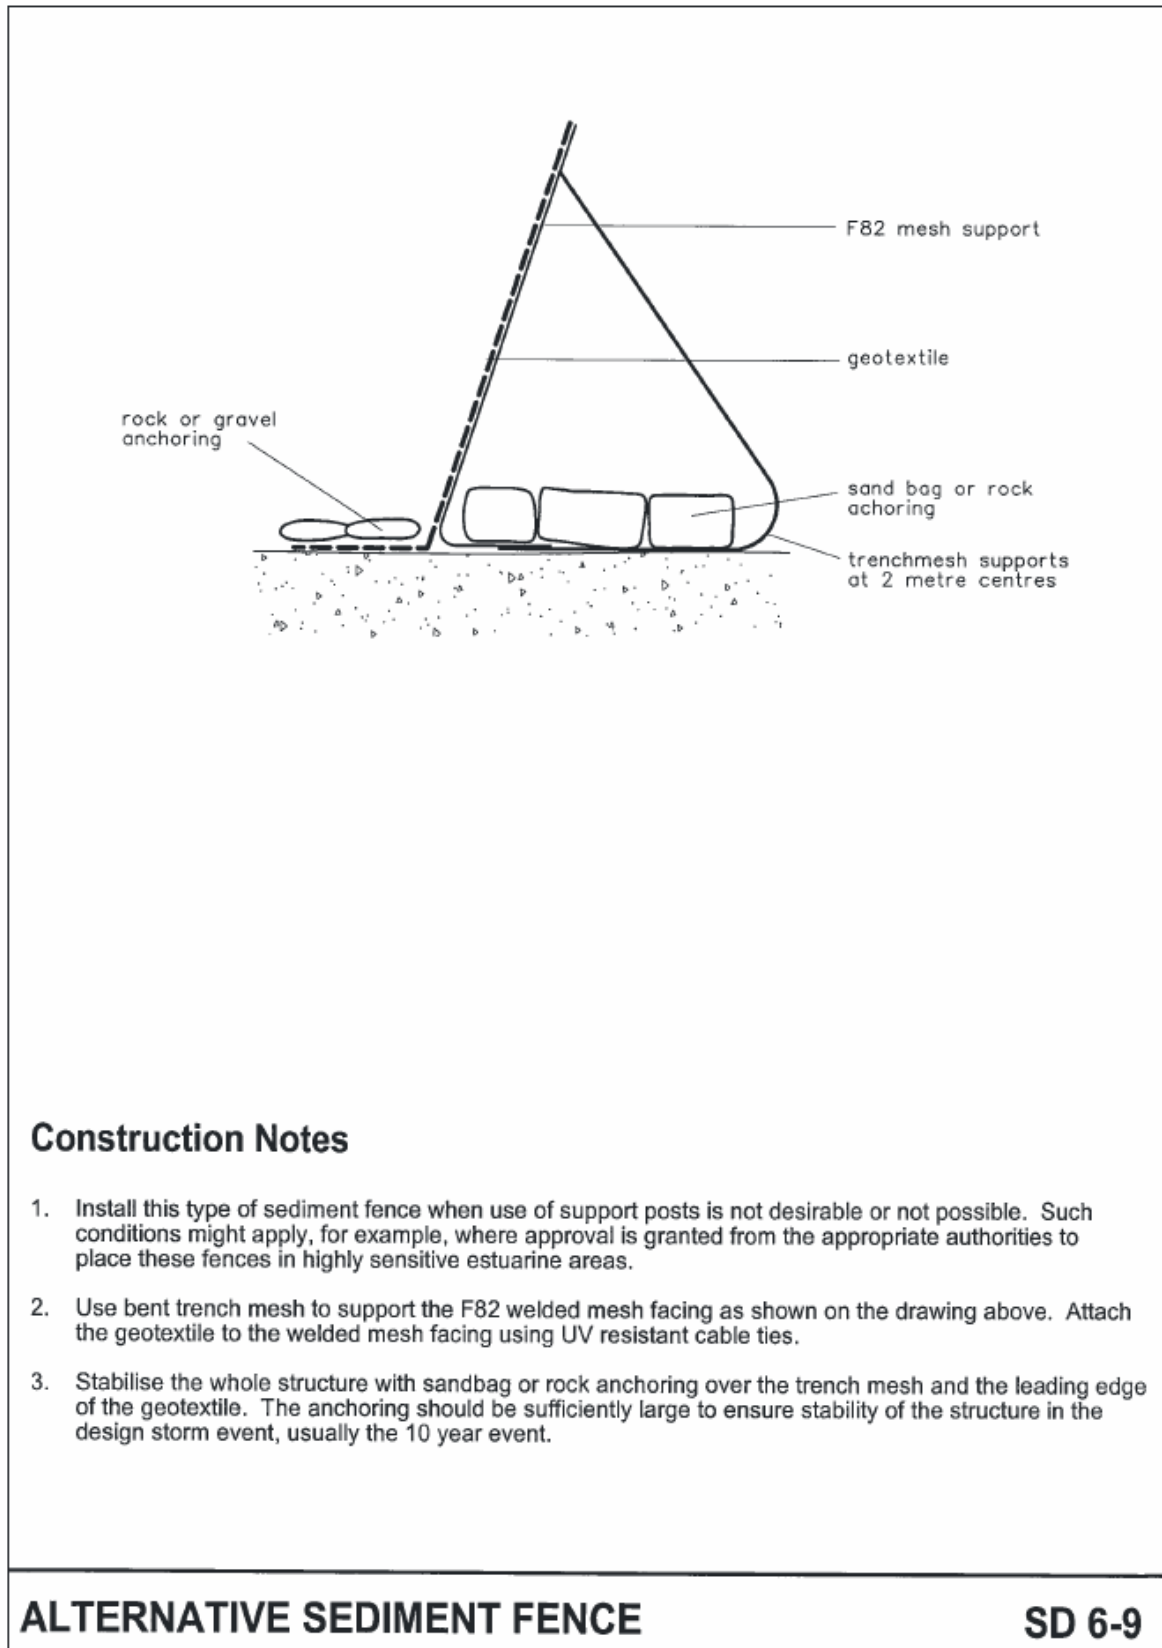 F82 mesh support
geotextile
rock or gravel
anchoring
sand bag or rock
achoring
trenchmesh supports
at 2 metre centres
Construction Notes
1. Install this type of sediment fence when use of support posts is not desirable or not possible. Such
conditions might apply, for example, where approval is granted from the appropriate authorities to
place these fences in highly sensitive estuarine areas.
2. Use bent trench mesh to support the F82 welded mesh facing as shown on the drawing above. Attach
the geotextile to the welded mesh facing using UV resistant cable ties.
3. Stabilise the whole structure with sandbag or rock anchoring over the trench mesh and the leading edge
of the geotextile. The anchoring should be sufficiently large to ensure stability of the structure in the
design storm event, usually the 10 year event.
ALTERNATIVE SEDIMENT FENCE
SD 6-9